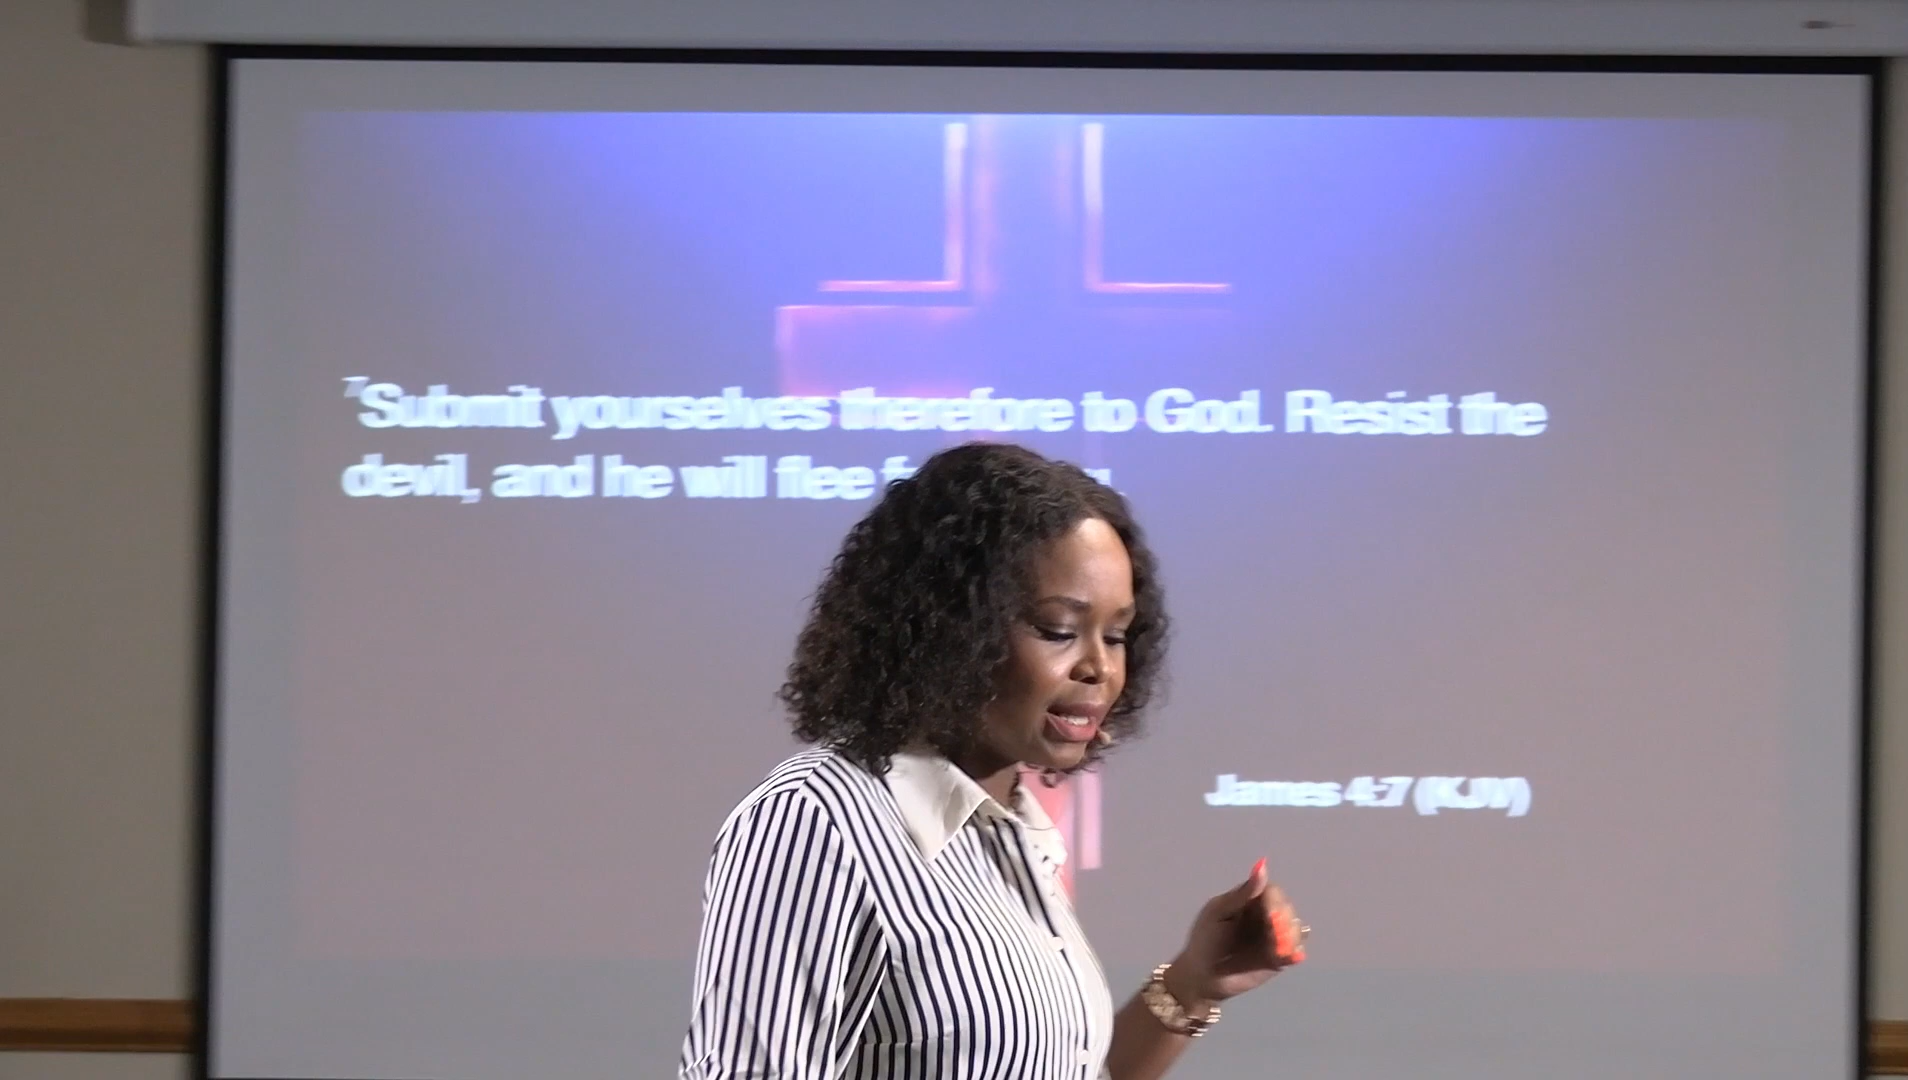 7Submit yourselves therefore to God. Resist the
devil, and he will flee
James 4:7 (KJV)